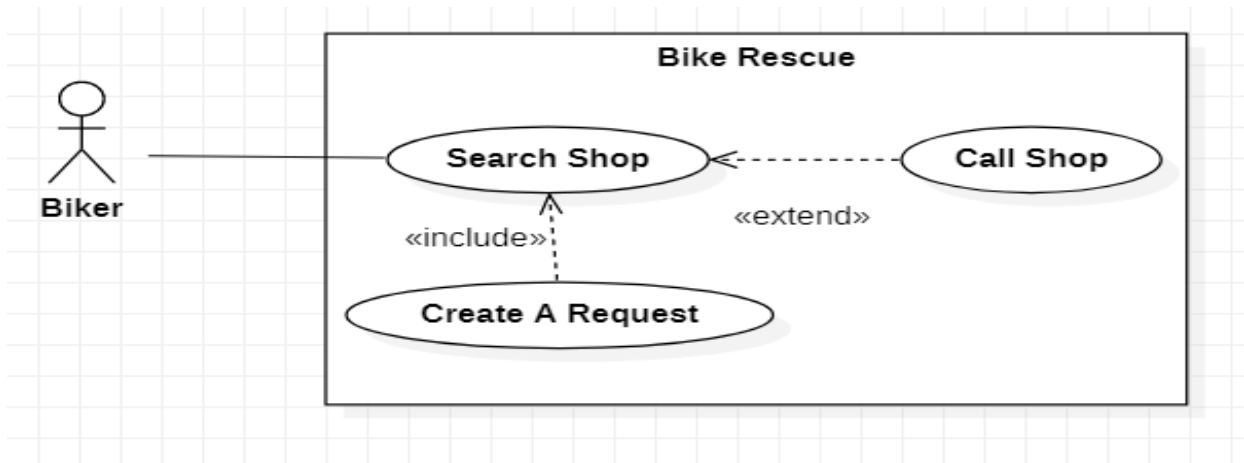 Bike Rescue
Search Shop
Call Shop
Biker
«extend»
«include»
Create A Request